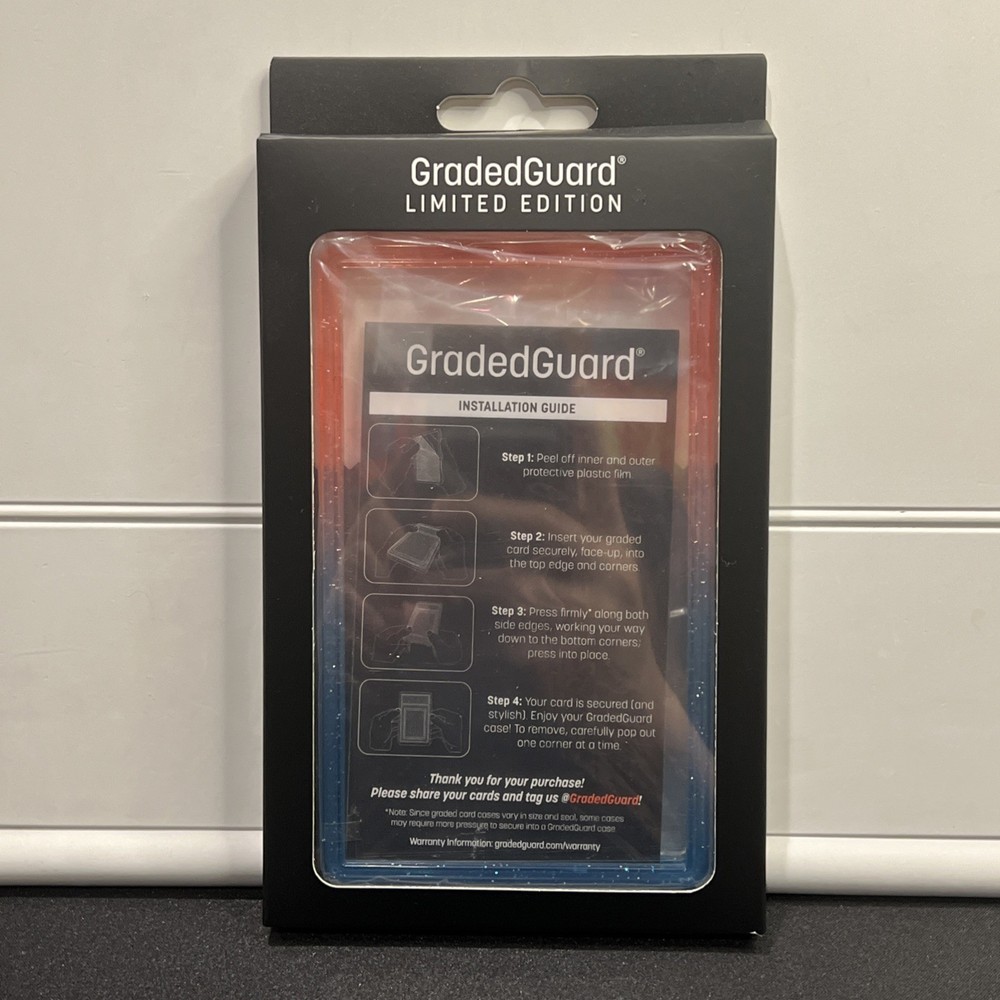 GradedGuard®
LIMITED EDITION
GradedGuard®
INSTALLATION GUIDE
Step 1: Peel off inner and outer
protective plastic film.
Step 2: Insert your graded
card securely, face-up, into
the top edge and corners.
Step 3: Press firmly* along both
side edges, working your way
down to the bottom corners;
press into place.
Step 4: Your card is secured (and
stylish). Enjoy your GradedGuard
case! To remove, carefully pop out
one corner at a time.
Thank you for your purchase!
Please share your cards and tag us @GradedGuard!
*Note: Since graded card cases vary in size and seal, some cases
may require more pressure to secure into a GradedGuard case
Warranty Information: gradedguard.com/warranty